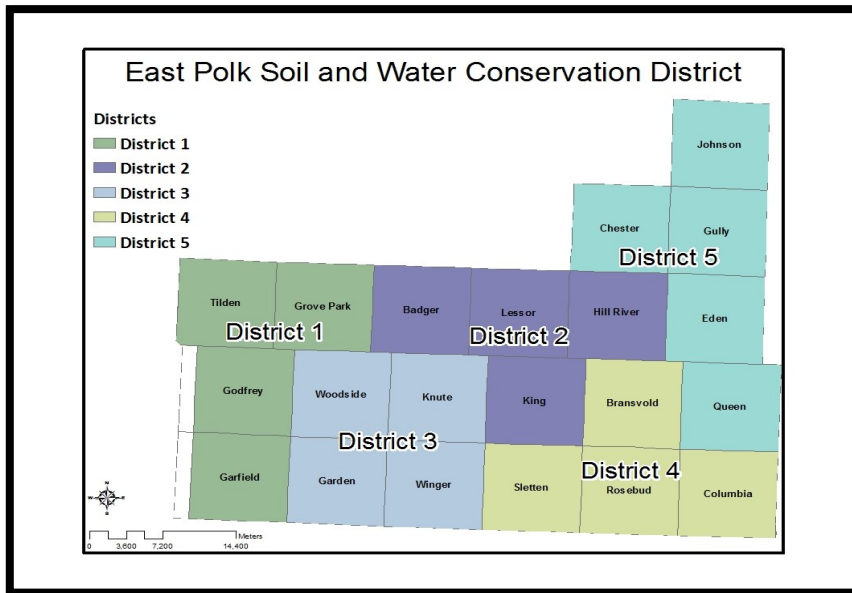 East Polk Soil and Water Conservation District
Districts
District 1
District 2
District 3
District 4
District 5
Johnson
Chester
Gully
District 5
Tilden
Grove Park
Badger
Lessor
Hill River
Eden
District 1
District 2
Godfrey
Woodside
Knute
King
Bransvold
Queen
District 3
District 4
Garfield
Garden
Winger
Sletten
Rosebud
Columbia
N
W E
S
Meters
0 3,600 7,200 14,400